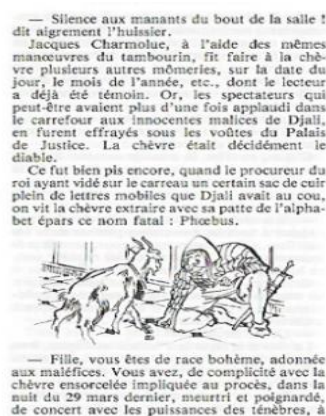 — Silence aux manants du bout de la salle !
dit aigrement l'huissier.
Jacques Charmolue, à l'aide des mêmes
manœuvres du tambourin, fit faire à la chè-
vre plusieurs autres mômeries, sur la date du
jour, le mois de l'année, etc., dont le lecteur
a déjà été témoin. Or, les spectateurs qui
peut-être avaient plus d'une fois applaudi dans
le carrefour aux innocentes malices de Djali,
en furent effrayés sous les voûtes du Palais
de Justice. La chèvre était décidément le
diable.
Ce fut bien pis encore, quand le procureur du
roi ayant vidé sur le carreau un certain sac de cuir
plein de lettres mobiles que Djali avait au cou,
on vit la chèvre extraire avec sa patte de l'alpha-
bet épars ce nom fatal : Phœbus.
— Fille, vous êtes de race bohème, adonnée
aux maléfices. Vous avez, de complicité avec la
chèvre ensorcelée impliquée au procès, dans la
nuit du 29 mars dernier, meurtri et poignardé,
de concert avec les puissances des ténèbres, à